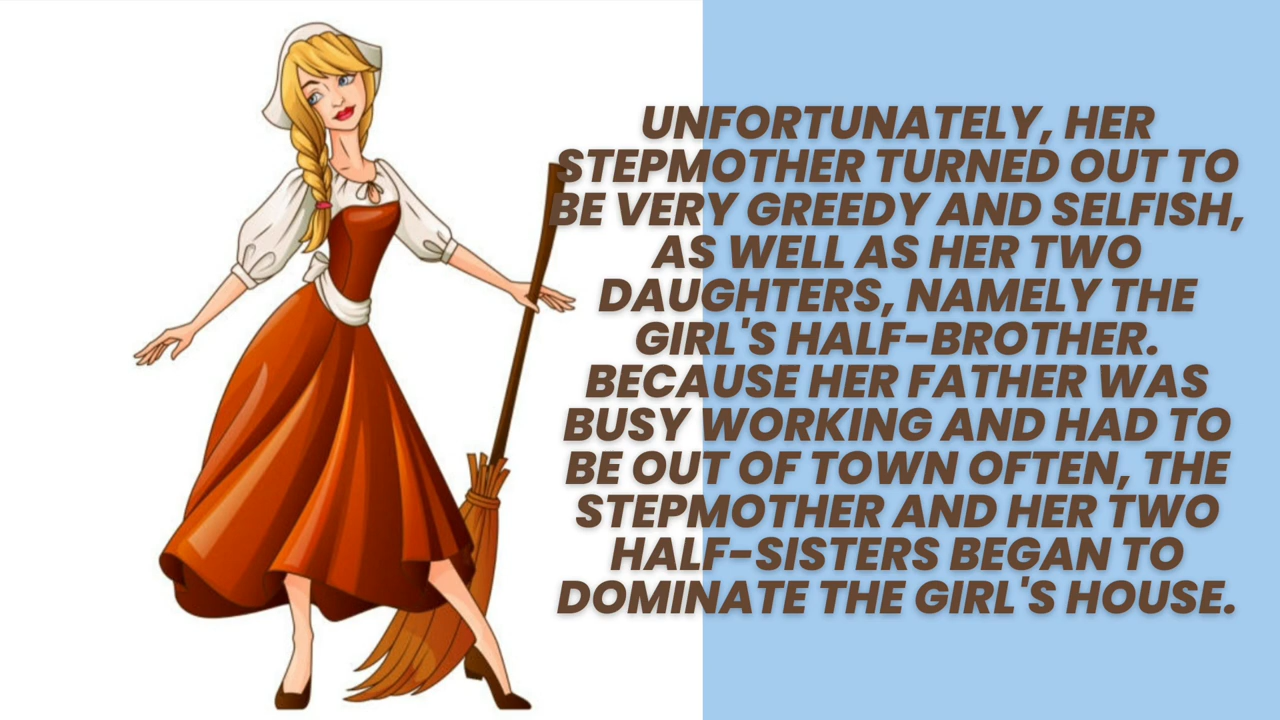 UNFORTUNATELY, HER
STEPMOTHER TURNED OUT TO
BE VERY GREEDY AND SELFISH,
AS WELL AS HER TWO
DAUGHTERS, NAMELY THE
GIRL'S HALF-BROTHER.
BECAUSE HER FATHER WAS
BUSY WORKING AND HAD TO
BE OUT OF TOWN OFTEN, THE
STEPMOTHER AND HER TWO
HALF-SISTERS BEGAN TO
DOMINATE THE GIRL'S HOUSE.